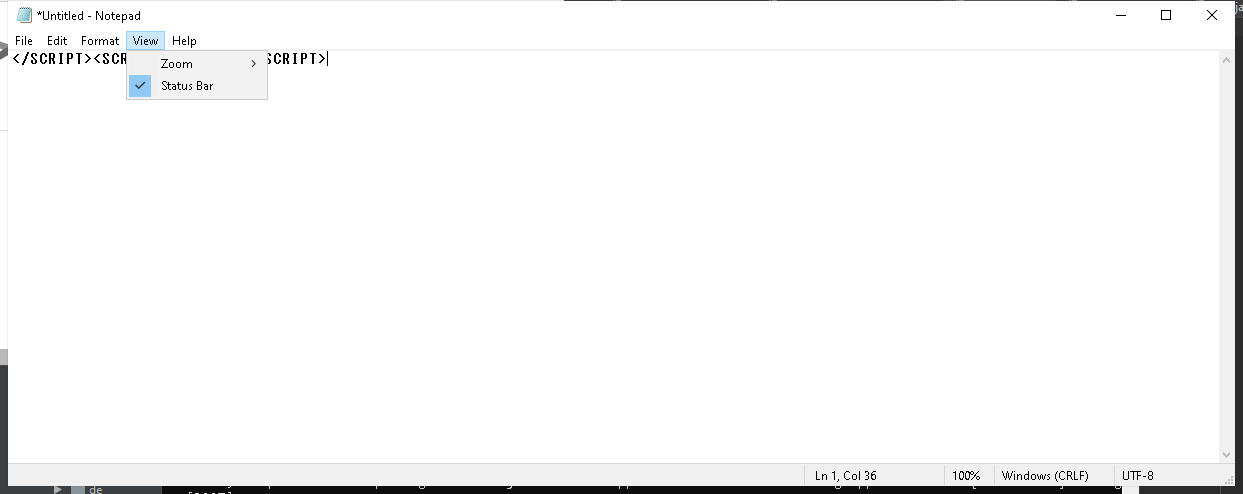 *Untitled - Notepad
File Edit Format View Help
</SCRIPT><SCR SCRIPT>
Zoom
Status Bar
Ln 1, Col 36 100% Windows (CRLF) UTF-8
de